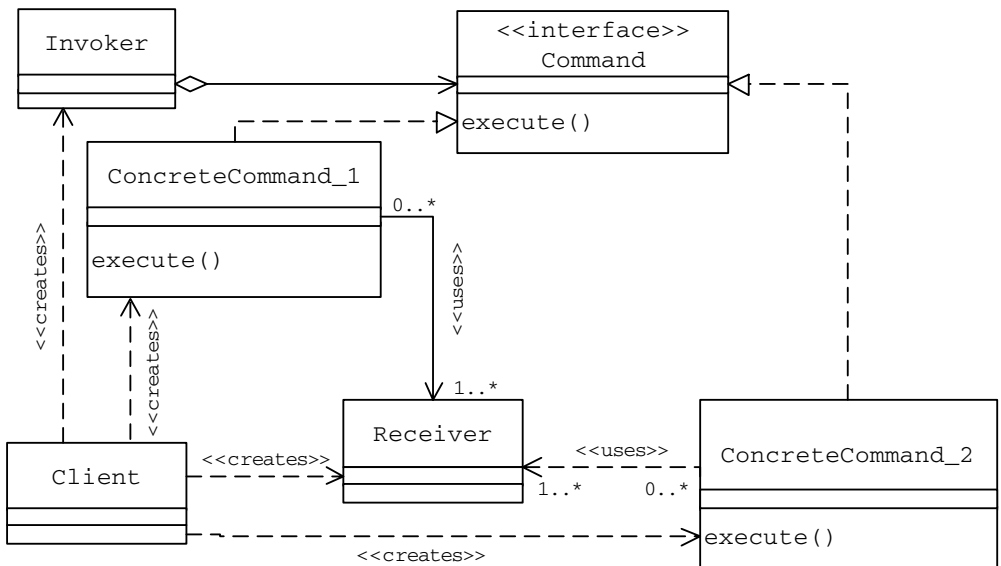 Invoker
<<interface>>
Command
execute()
ConcreteCommand_1
0..*
execute()
<<creates>>
<<creates>>
<<uses>>
1..*
Receiver
Client
<<creates>>
<<uses>>
1..*
0..*
ConcreteCommand_2
execute()
<<creates>>